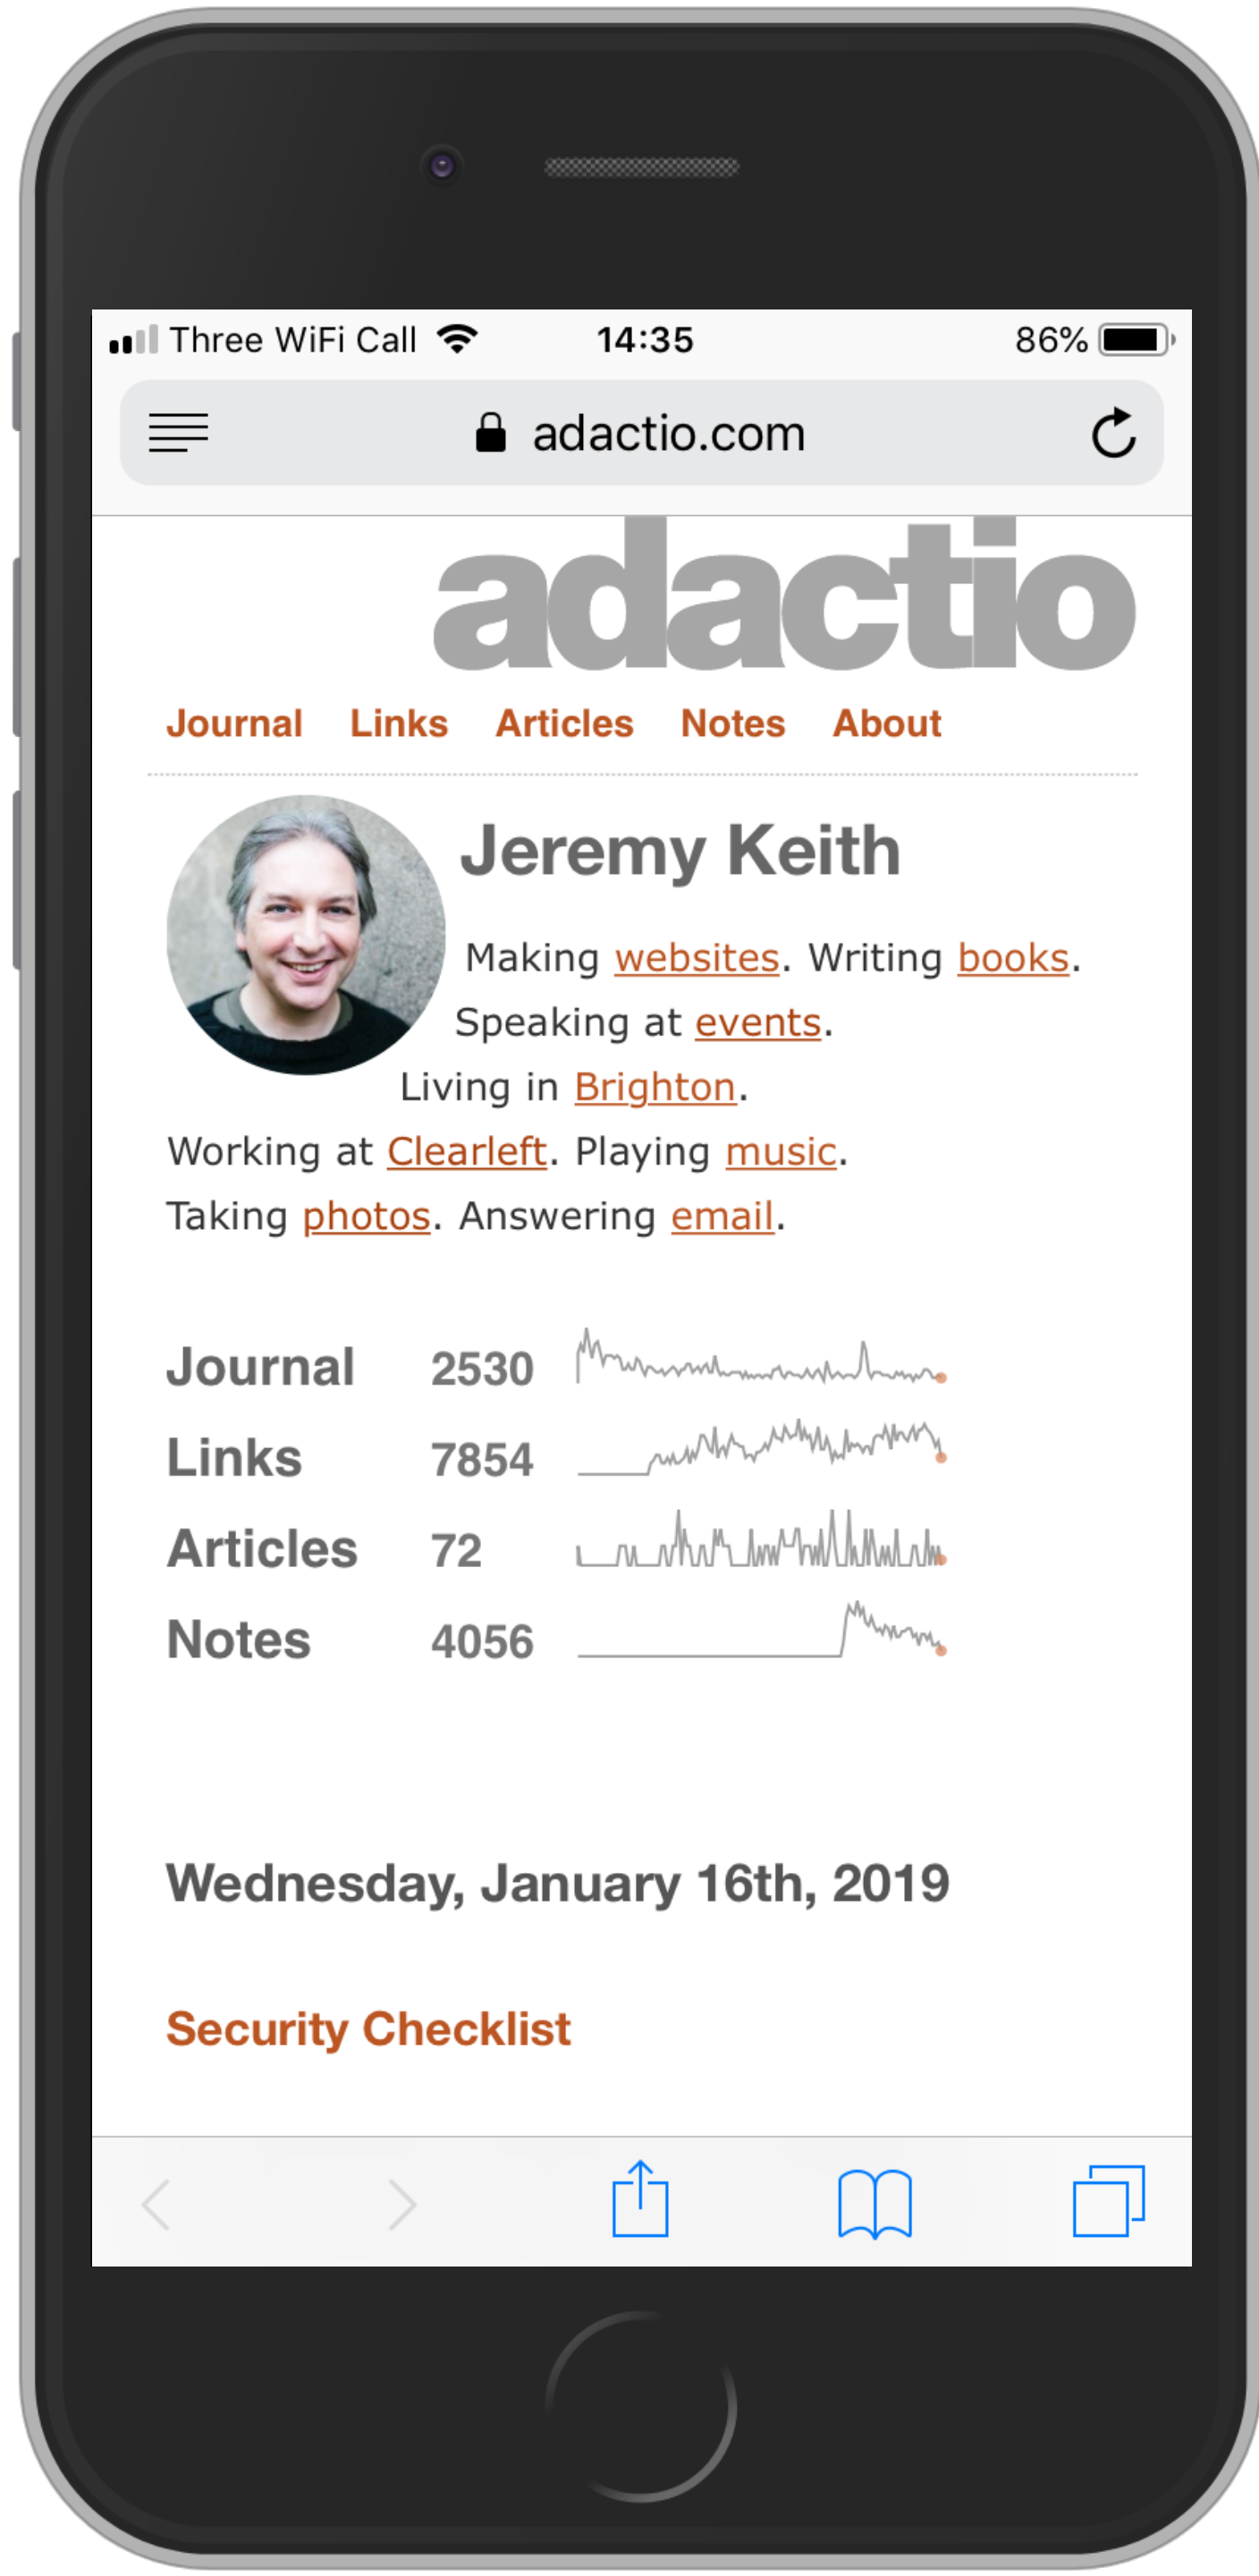 Three WiFi Call 14:35 86%
adactio.com
adactio
Journal Links Articles Notes About
Jeremy Keith
Making websites. Writing books.
Speaking at events.
Living in Brighton.
Working at Clearleft. Playing music.
Taking photos. Answering email.
Journal 2530
Links 7854
Articles 72
Notes 4056
Wednesday, January 16th, 2019
Security Checklist